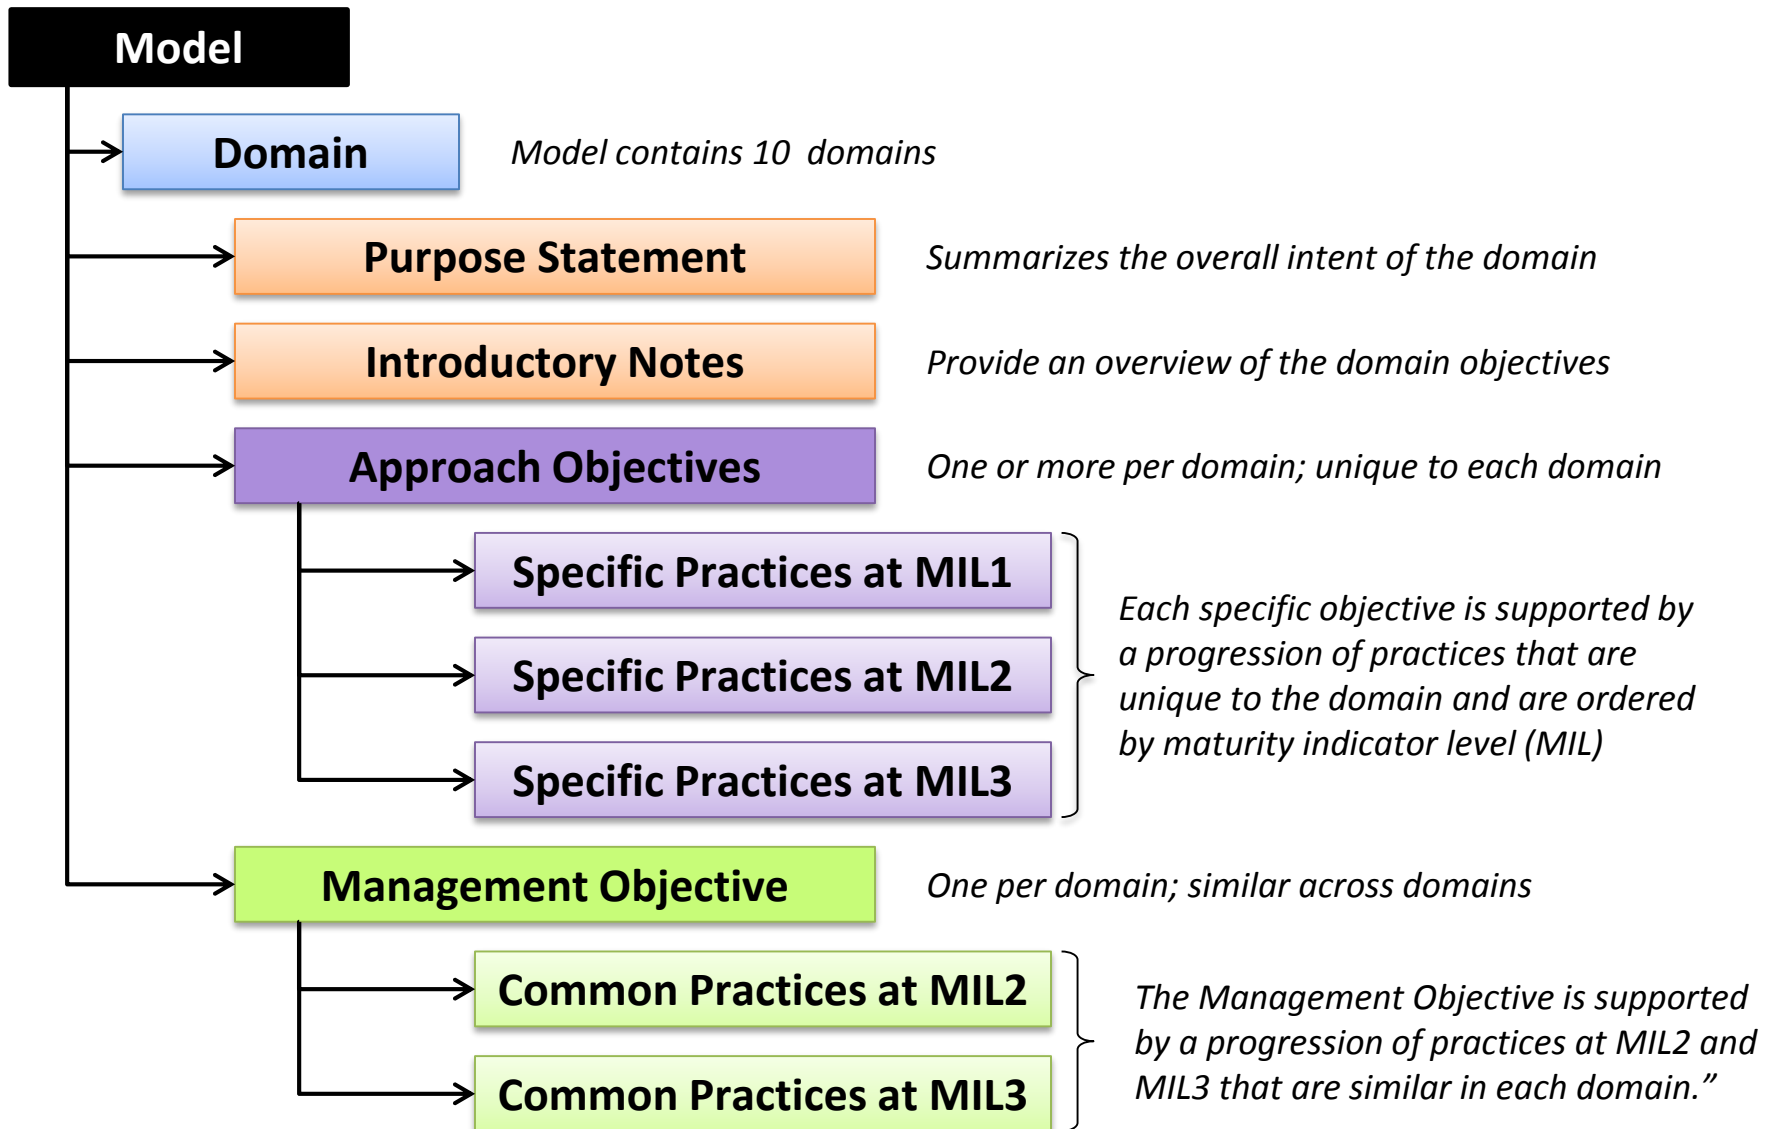 Model
Domain
Model contains 10  domains
Purpose Statement
Summarizes the overall intent of the domain
Introductory Notes
Provide an overview of the domain objectives
Approach Objectives
One or more per domain; unique to each domain
Specific Practices at MIL1
Specific Practices at MIL2
Specific Practices at MIL3
Each specific objective is supported by
a progression of practices that are
unique to the domain and are ordered
by maturity indicator level (MIL)
Management Objective
One per domain; similar across domains
Common Practices at MIL2
Common Practices at MIL3
The Management Objective is supported
by a progression of practices at MIL2 and
MIL3 that are similar in each domain.”